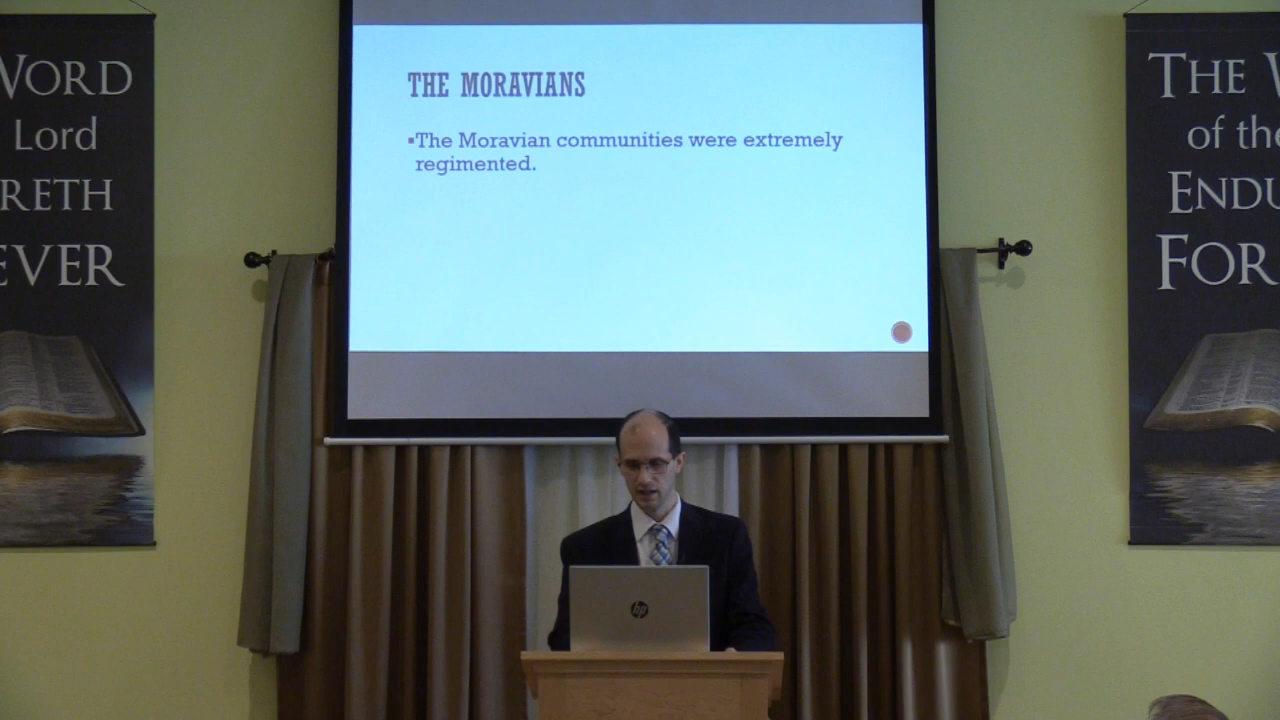 THE MORAVIANS
▪The Moravian communities were extremely
regimented.
WORD
Lord
RETH
EVER
THE
of the
ENDU
FOR
hp